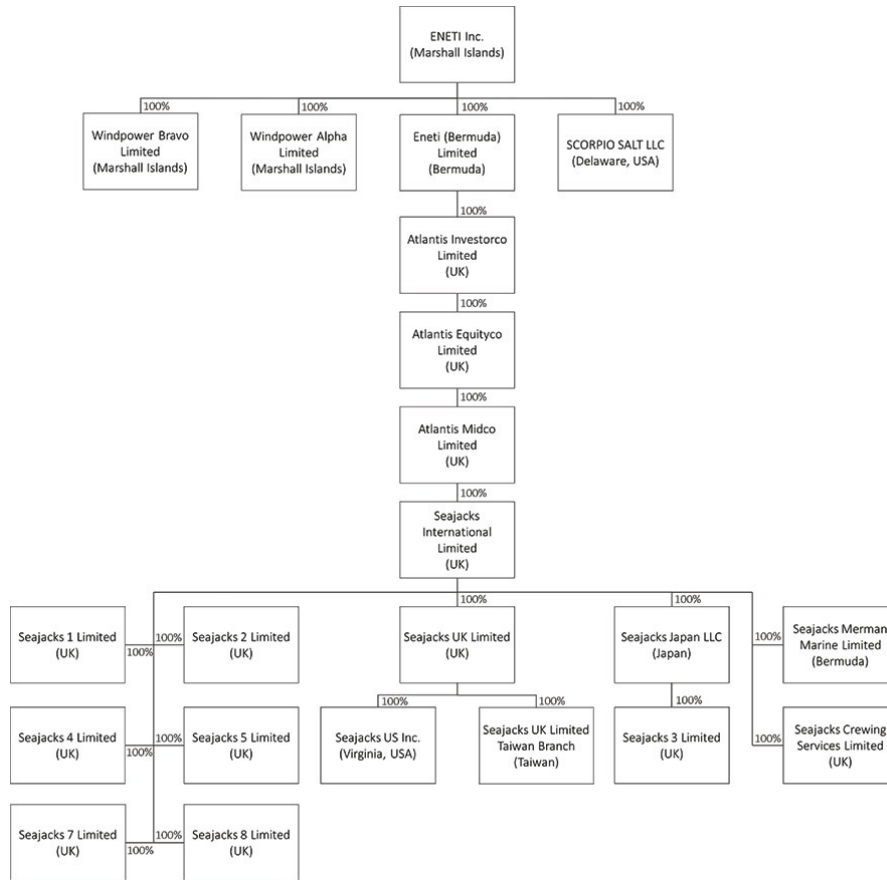 ENETI Inc.
(Marshall Islands)
100%
100%
100%
100%
Windpower Bravo
Limited
(Marshall Islands)
Windpower Alpha
Limited
(Marshall Islands)
Eneti (Bermuda)
Limited
(Bermuda)
SCORPIO SALT LLC
(Delaware, USA)
100%
Atlantis Investorco
Limited
(UK)
100%
Atlantis Equityco
Limited
(UK)
100%
Atlantis Midco
Limited
(UK)
100%
Seajacks
International
Limited
(UK)
100%
100%
Seajacks 1 Limited
(UK)
100%
100%
Seajacks 2 Limited
(UK)
Seajacks UK Limited
(UK)
Seajacks Japan LLC
(Japan)
100%
Seajacks Merman
Marine Limited
(Bermuda)
100%
100%
100%
Seajacks 4 Limited
(UK)
100%
100%
Seajacks 5 Limited
(UK)
Seajacks US Inc.
(Virginia, USA)
Seajacks UK Limited
Taiwan Branch
(Taiwan)
Seajacks 3 Limited
(UK)
100%
Seajacks Crewing
Services Limited
(UK)
Seajacks 7 Limited
(UK)
100%
100%
Seajacks 8 Limited
(UK)